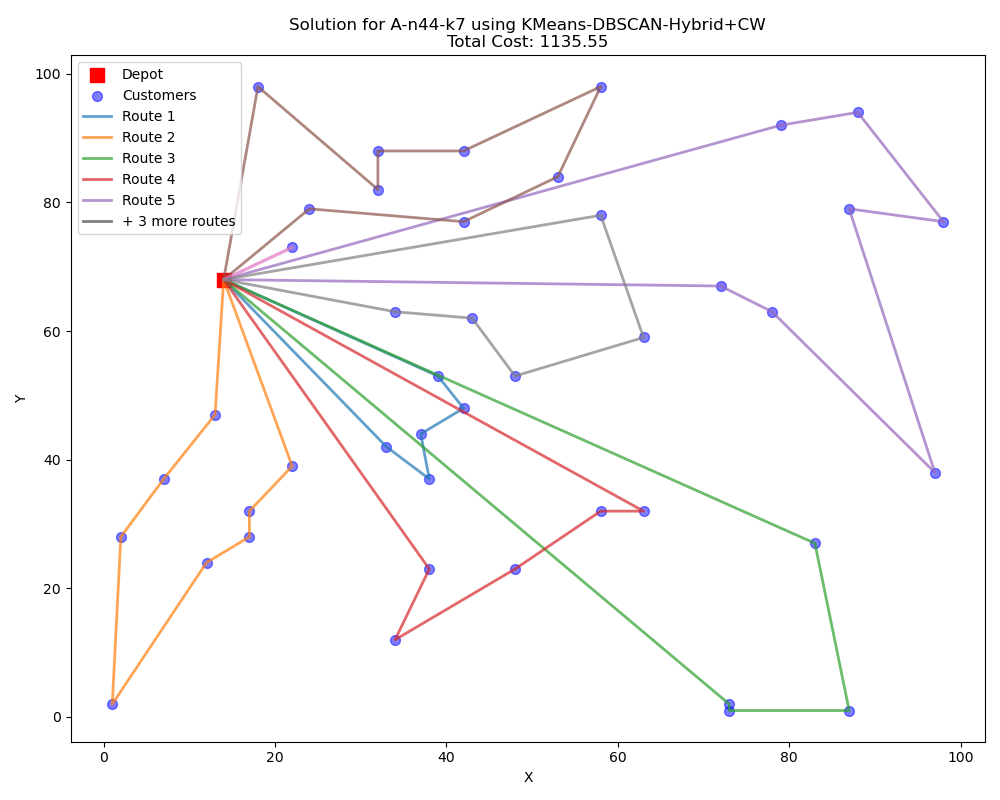 Solution for A-n44-k7 using KMeans-DBSCAN-Hybrid+CW
Total Cost: 1135.55
Depot
Customers
Route 1
Route 2
Route 3
Route 4
Route 5
+ 3 more routes
Y
100
80
60
40
20
0
0 20 40 60 80 100
X